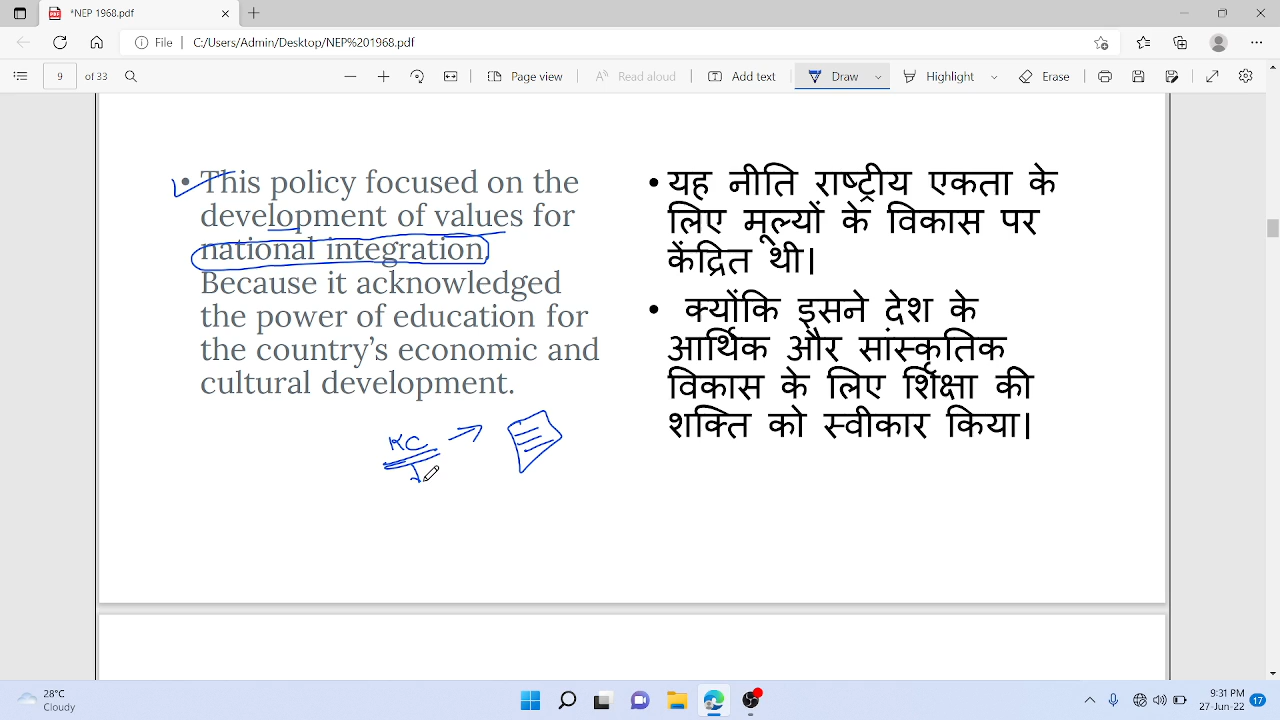 *NEP 1968.pdf
File
C:/Users/Admin/Desktop/NEP%201968.pdf
9
of 33
Page view
Read aloud
Add text
Draw
Highlight
Erase
• This policy focused on the
development of values for
national integration.
Because it acknowledged
the power of education for
the country's economic and
cultural development.
KC
• यह नीति राष्ट्रीय एकता के
लिए मूल्यों के विकास पर
केंद्रित थी।
• क्योंकि इसने देश के
आर्थिक और सांस्कृतिक
विकास के लिए शिक्षा की
शक्ति को स्वीकार किया।
28°C
Cloudy
9:31 PM
27-Jun-22
17